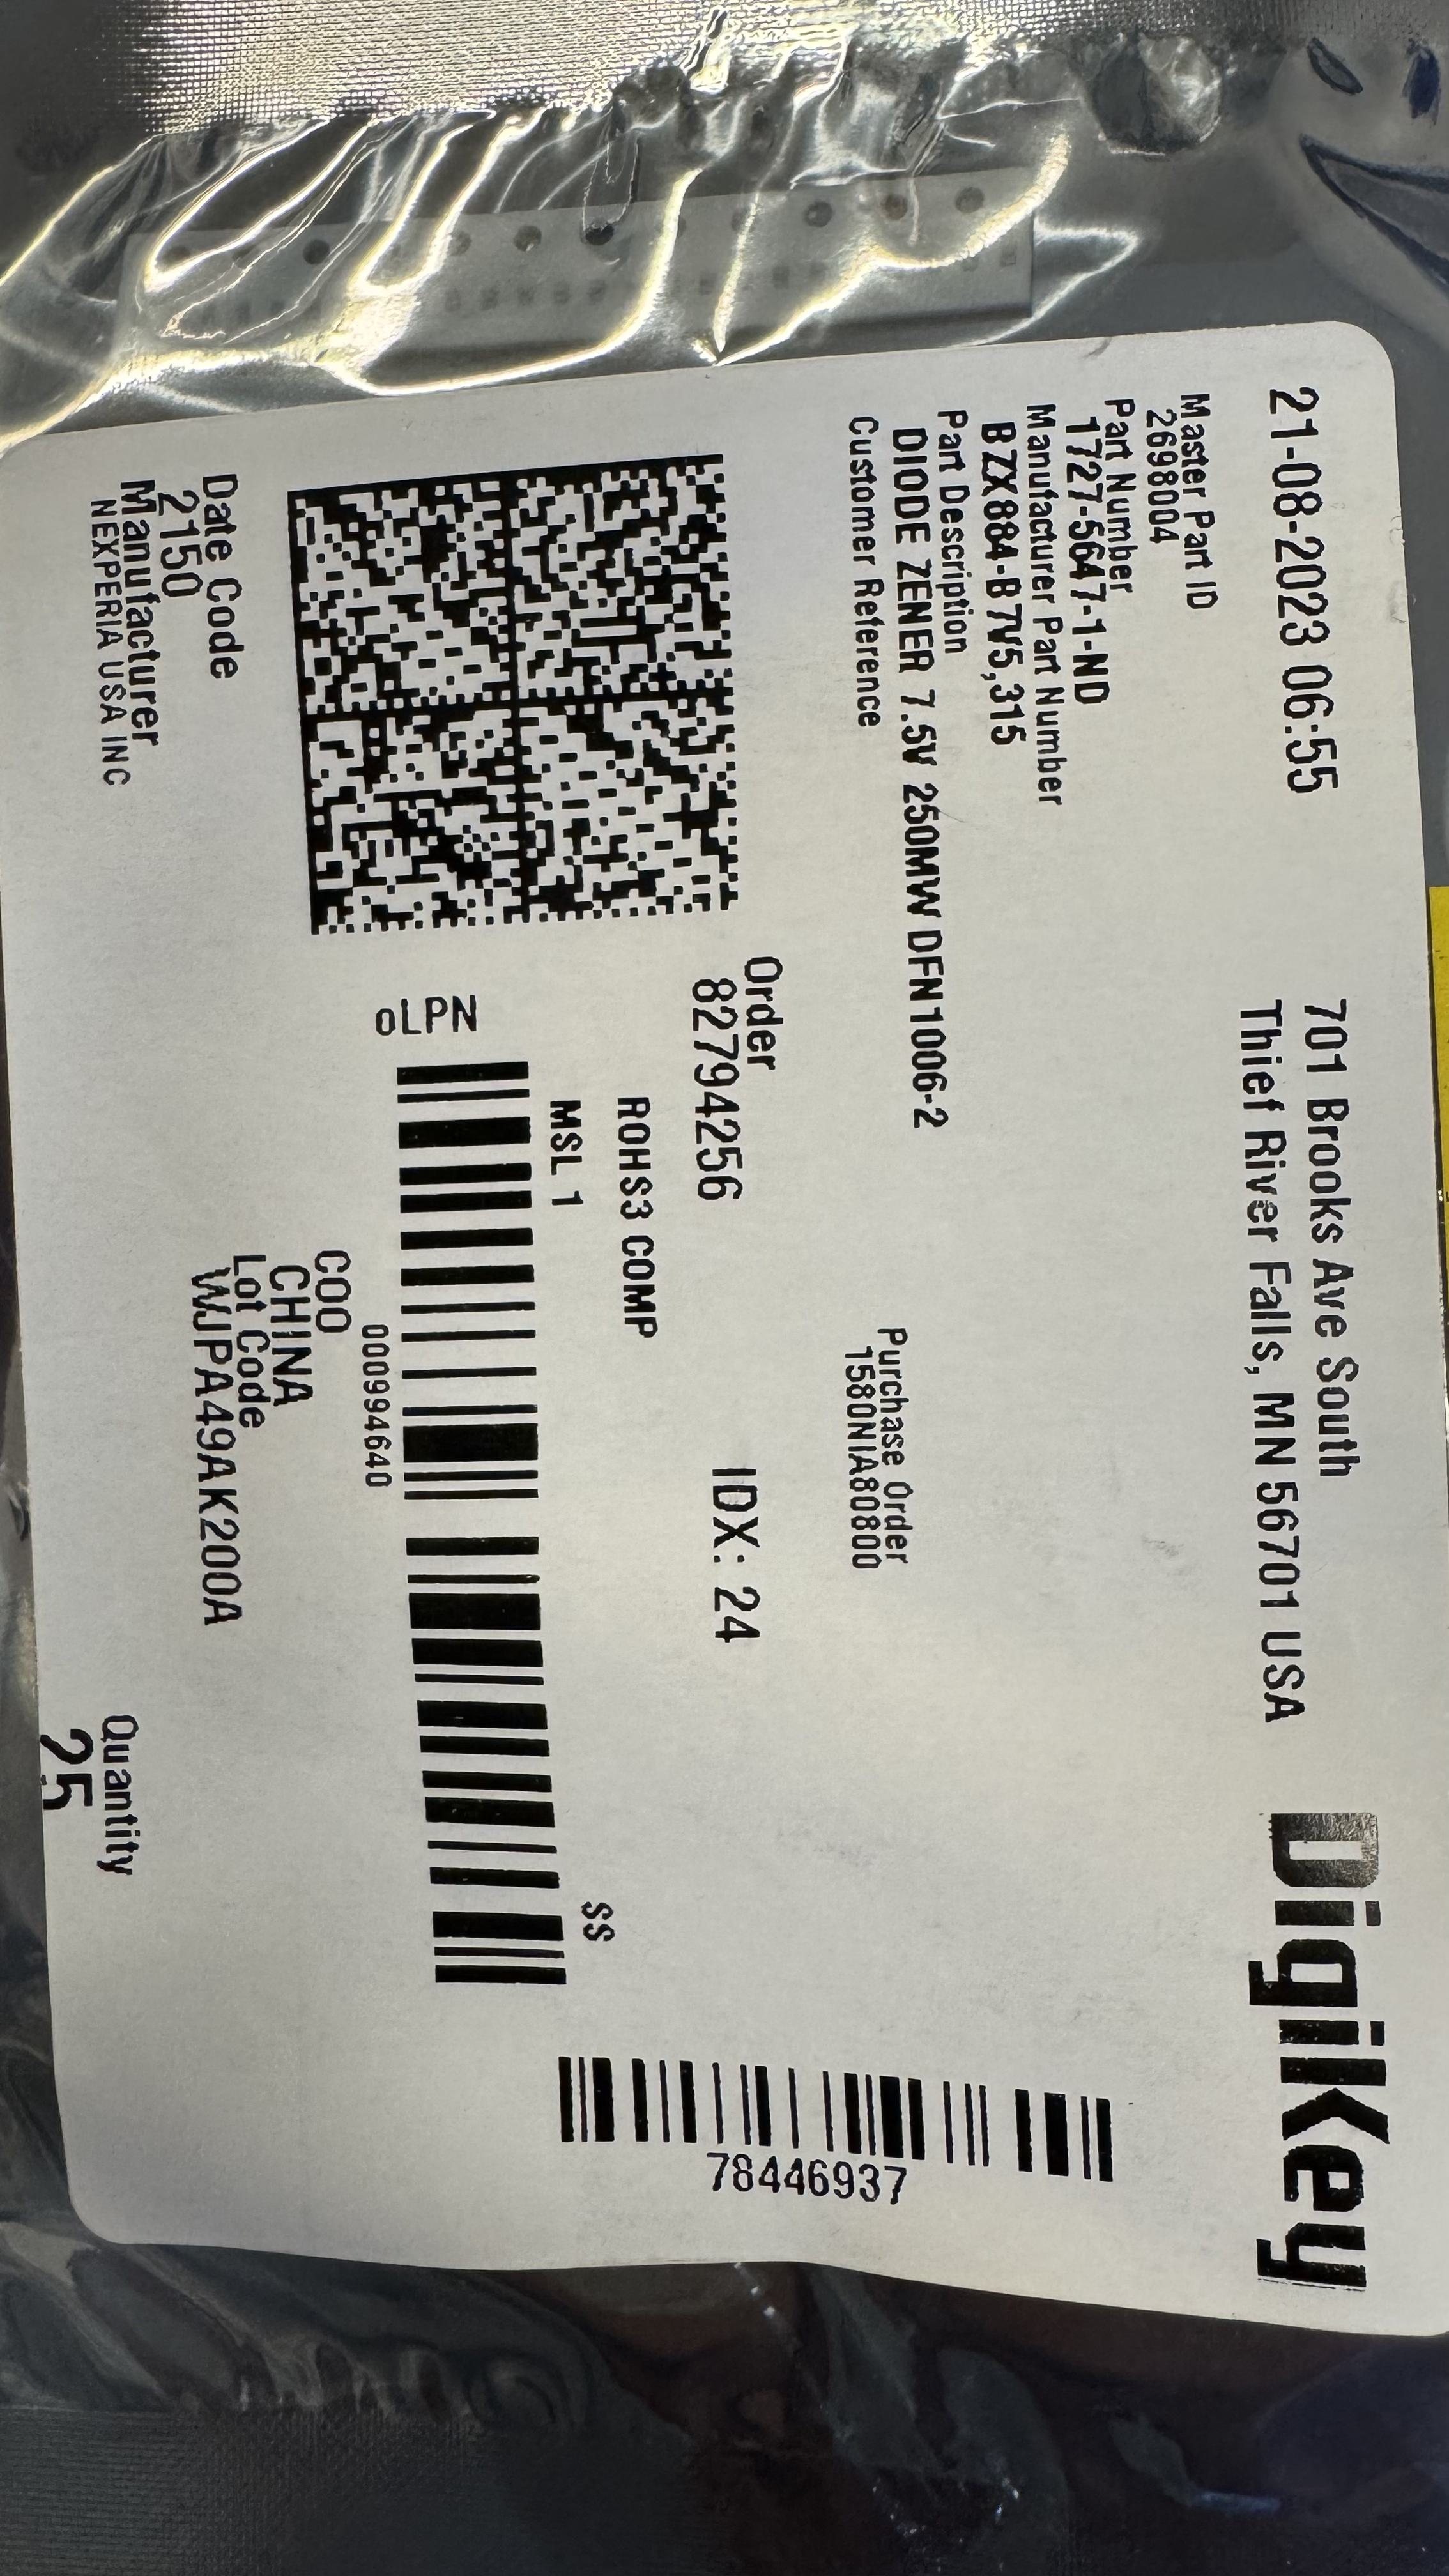 21-08-2023 06:55
701 Brooks Ave South
Thief River Falls, MN 56701 USA
DigiKey
Master Part ID
2698004
Part Number
1727-5647-1-ND
Manufacturer Part Number
BZX884-B7V5,315
Part Description
DIODE ZENER 7.5V 250MW DFN1006-2
Customer Reference
Purchase Order
1580NIA80800
78446937
Order
82794256
IDX: 24
ROHS3 COMP
MSL 1
SS
oLPN
000994640
COO
CHINA
Lot Code
WJPA49AK200A
Date Code
2150
Manufacturer
NEXPERIA USA INC
Quantity
25